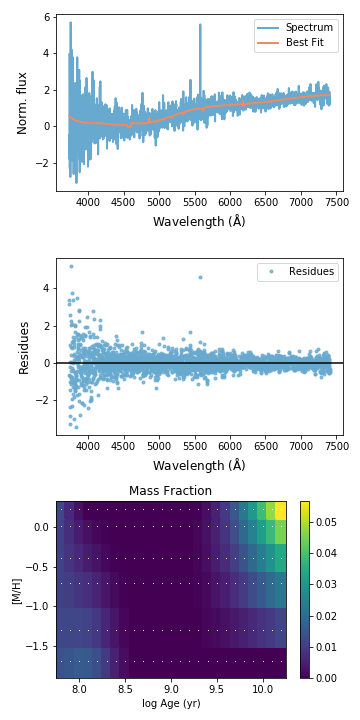 6
4
2
0
−2
Norm. flux
Spectrum
Best Fit
4000 4500 5000 5500 6000 6500 7000 7500
Wavelength (Å)
4
2
0
−2
Residues
Residues
4000 4500 5000 5500 6000 6500 7000 7500
Wavelength (Å)
Mass Fraction
0.0
−0.5
−1.0
−1.5
[M/H]
8.0 8.5 9.0 9.5 10.0
log Age (yr)
0.05
0.04
0.03
0.02
0.01
0.00